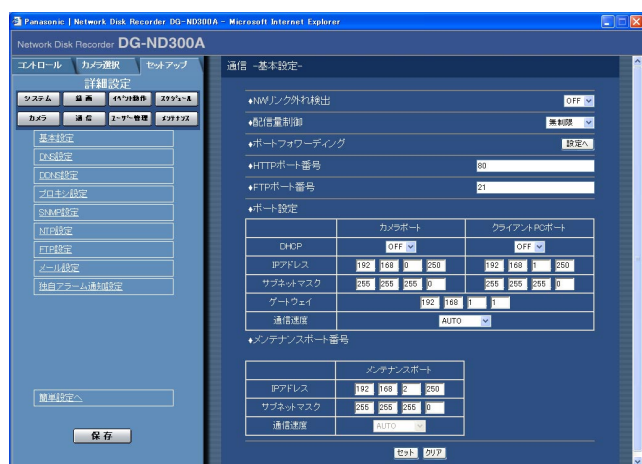 Panasonic | Network Disk Recorder DG-ND300A - Microsoft Internet Explorer
Network Disk Recorder DG-ND300A
コントロール カメラ選択 セットアップ
詳細設定
システム 録画 イベント動作 スケジュール
カメラ 通信 ユーザー管理 メンテナンス
基本設定
DNS設定
DDNS設定
プロキシ設定
SNMP設定
NTP設定
FTP設定
メール設定
独自アラーム通知設定
簡単設定へ
保存
通信 -基本設定-
♦NWリンク外れ検出 OFF
♦配信量制御 無制限
♦ポートフォワーディング 設定へ
♦HTTPポート番号 80
♦FTPポート番号 21
♦ポート設定
カメラポート クライアントPCポート
DHCP OFF OFF
IPアドレス 192 168 0 250 192 168 1 250
サブネットマスク 255 255 255 0 255 255 255 0
ゲートウェイ 192 168 1 1
通信速度 AUTO
♦メンテナンスポート番号
メンテナンスポート
IPアドレス 192 168 2 250
サブネットマスク 255 255 255 0
通信速度 AUTO
セット クリア